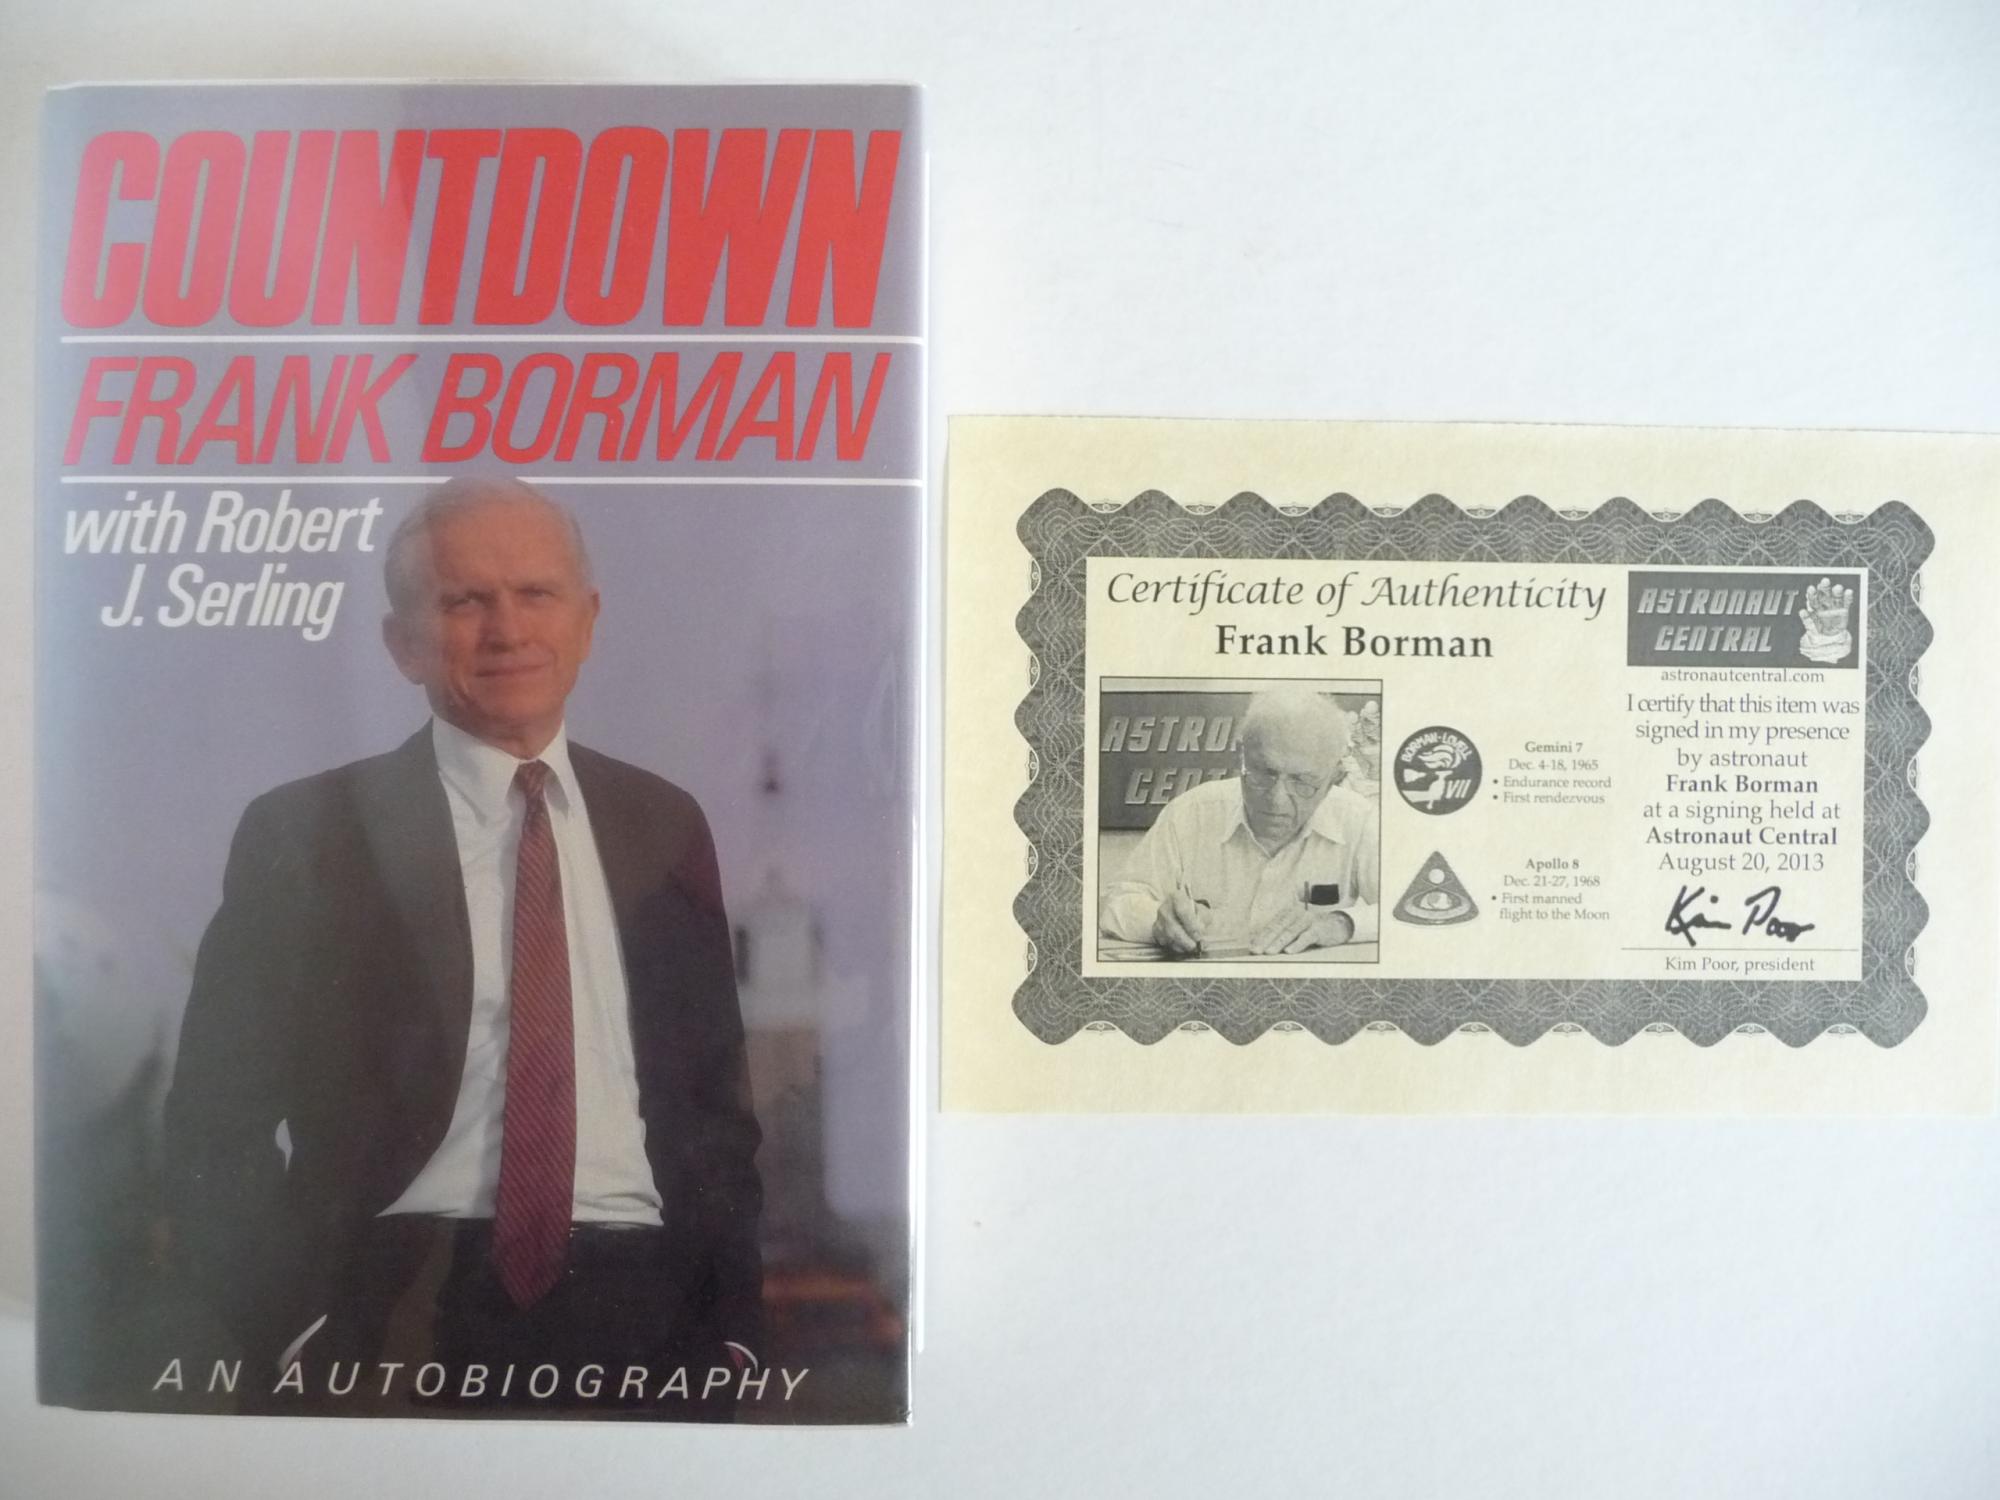 COUNTDOWN
FRANK BORMAN
with Robert
J. Serling
AN AUTOBIOGRAPHY
Certificate of Authenticity
Frank Borman
ASTRO
CENT
BORMAN-LOVELL
VII
Gemini 7
Dec. 4-18, 1965
• Endurance record
• First rendezvous
Apollo 8
Dec. 21-27, 1968
• First manned
flight to the Moon
ASTRONAUT
CENTRAL
astronautcentral.com
I certify that this item was
signed in my presence
by astronaut
Frank Borman
at a signing held at
Astronaut Central
August 20, 2013
Kim Poor
Kim Poor, president